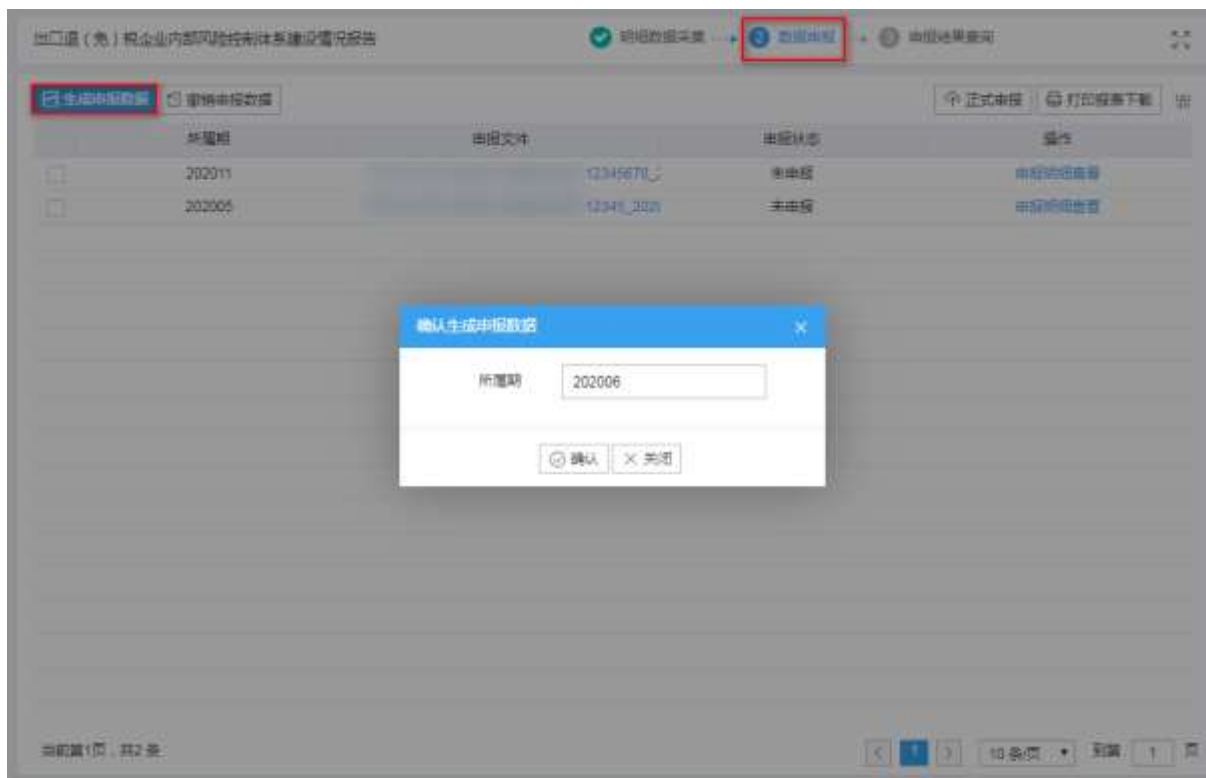 出口退（免）税企业内部风险控制体系建设情况报告
明细数据采集
2 数据申报
3 申报结果查询
生成申报数据
撤销申报数据
正式申报
打印报表下载
所属期 申报文件 申报状态 操作
202011 12345678_2 未申报 申报明细查看
202005 12345_2020 未申报 申报明细查看
确认生成申报数据
所属期 202006
确认 关闭
当前第1页，共2 条
< 1 > 10 条/页 到第 1 页